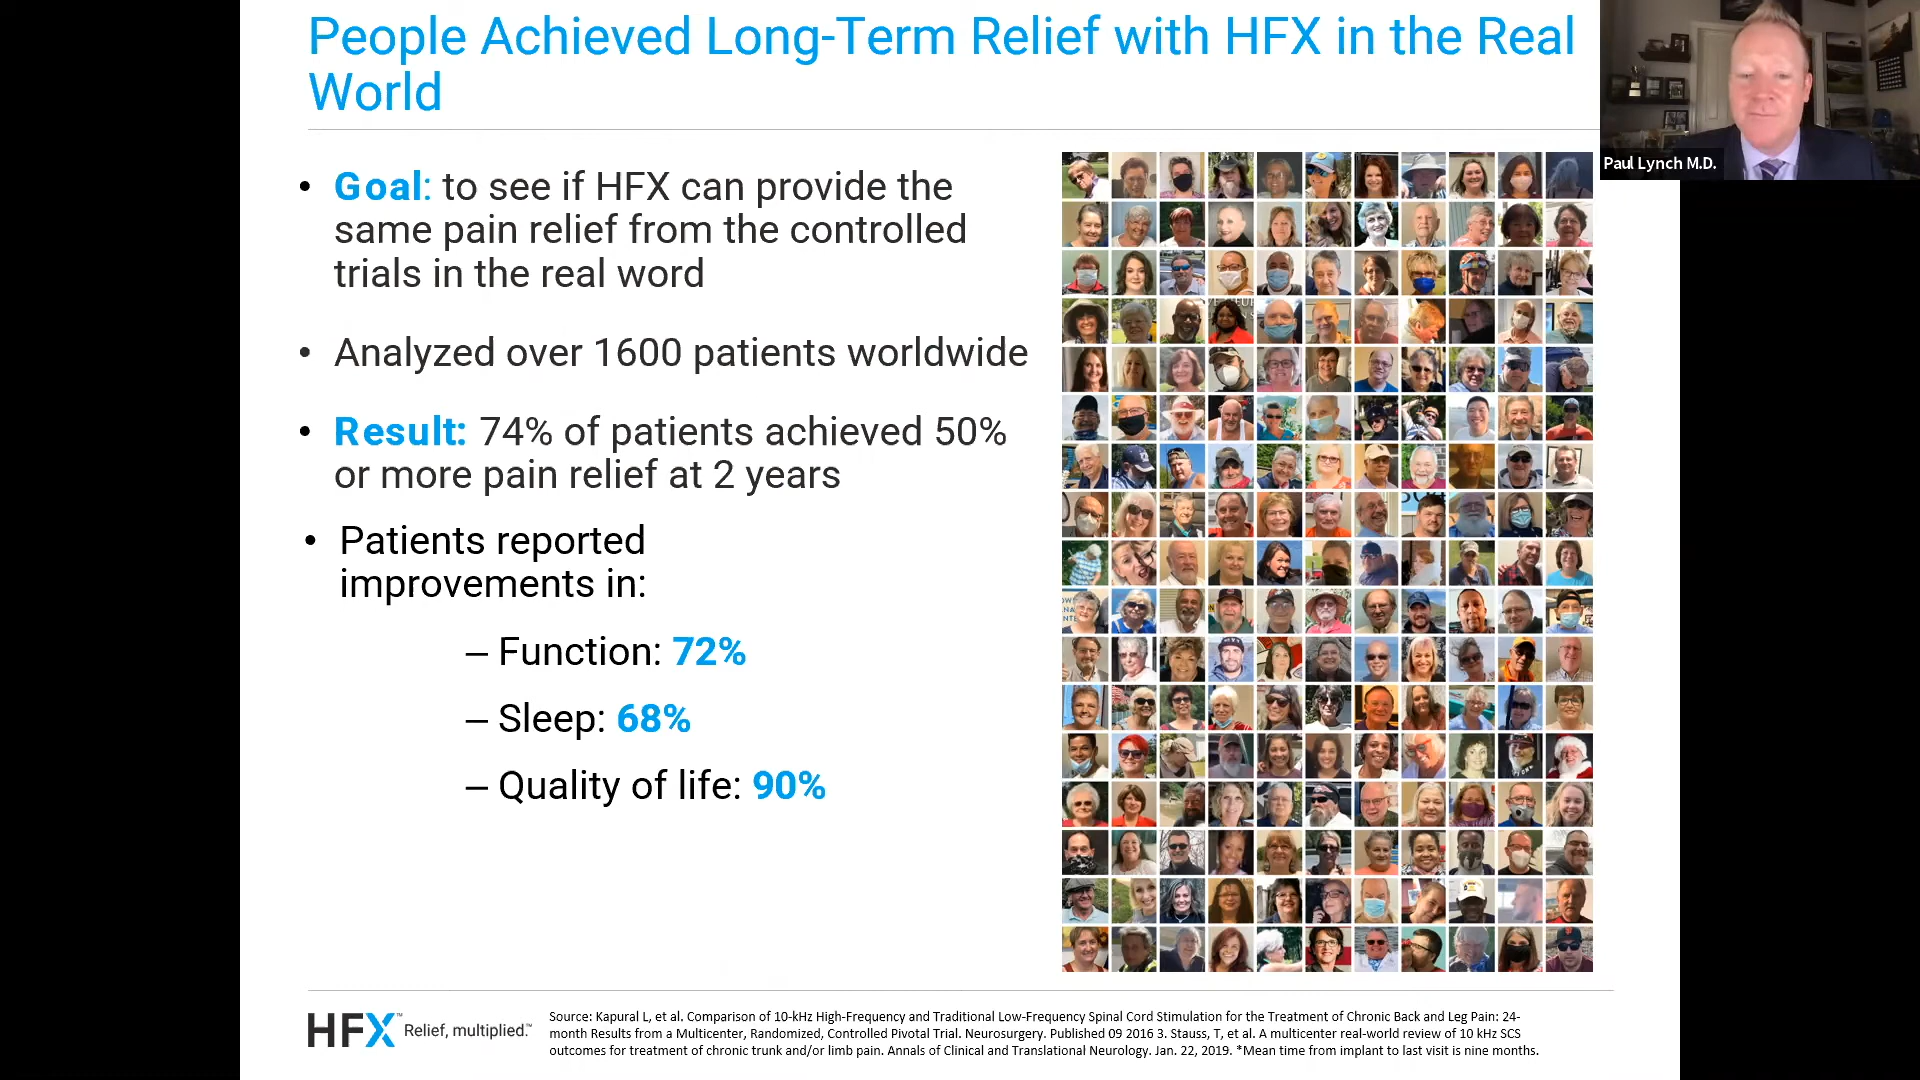 People Achieved Long-Term Relief with HFX in the Real
World
Paul Lynch M.D.
• Goal: to see if HFX can provide the
same pain relief from the controlled
trials in the real word
• Analyzed over 1600 patients worldwide
• Result: 74% of patients achieved 50%
or more pain relief at 2 years
• Patients reported
improvements in:
– Function: 72%
– Sleep: 68%
– Quality of life: 90%
HFX™ Relief, multiplied.™
Source: Kapural L, et al. Comparison of 10-kHz High-Frequency and Traditional Low-Frequency Spinal Cord Stimulation for the Treatment of Chronic Back and Leg Pain: 24-
month Results from a Multicenter, Randomized, Controlled Pivotal Trial. Neurosurgery. Published 09 2016 3. Stauss, T, et al. A multicenter real-world review of 10 kHz SCS
outcomes for treatment of chronic trunk and/or limb pain. Annals of Clinical and Translational Neurology. Jan. 22, 2019. *Mean time from implant to last visit is nine months.